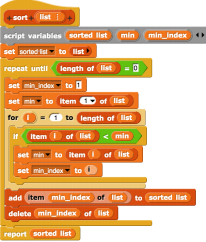 + sort + list ⋮ +
script variables sorted list min min_index
set sorted list to list
repeat until length of list = 0
set min_index to 1
set min to item 1 of list
for i = 1 to length of list
if item i of list < min
set min to item i of list
set min_index to i
add item min_index of list to sorted list
delete min_index of list
report sorted list